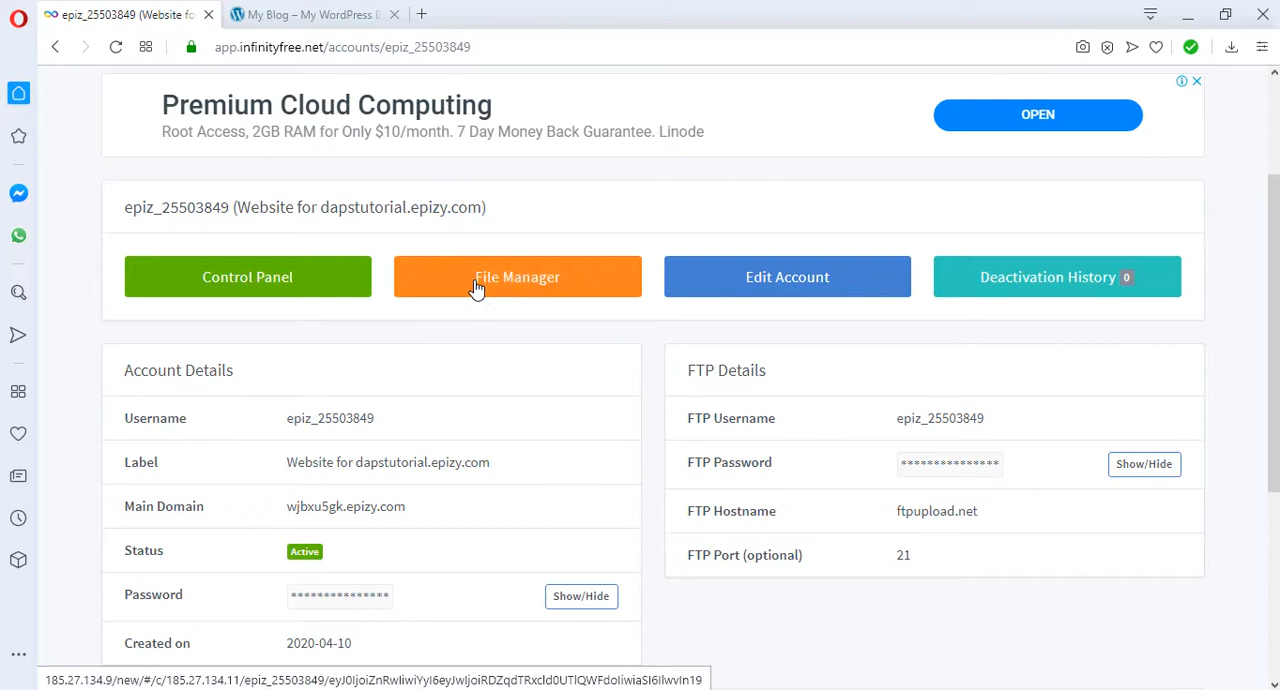 epiz_25503849 (Website fo
My Blog – My WordPress B
app.infinityfree.net/accounts/epiz_25503849
Premium Cloud Computing
Root Access, 2GB RAM for Only $10/month. 7 Day Money Back Guarantee. Linode
OPEN
epiz_25503849 (Website for dapstutorial.epizy.com)
Control Panel
File Manager
Edit Account
Deactivation History 0
Account Details
Username epiz_25503849
Label Website for dapstutorial.epizy.com
Main Domain wjbxu5gk.epizy.com
Status Active
Password *************** Show/Hide
Created on 2020-04-10
FTP Details
FTP Username epiz_25503849
FTP Password *************** Show/Hide
FTP Hostname ftpupload.net
FTP Port (optional) 21